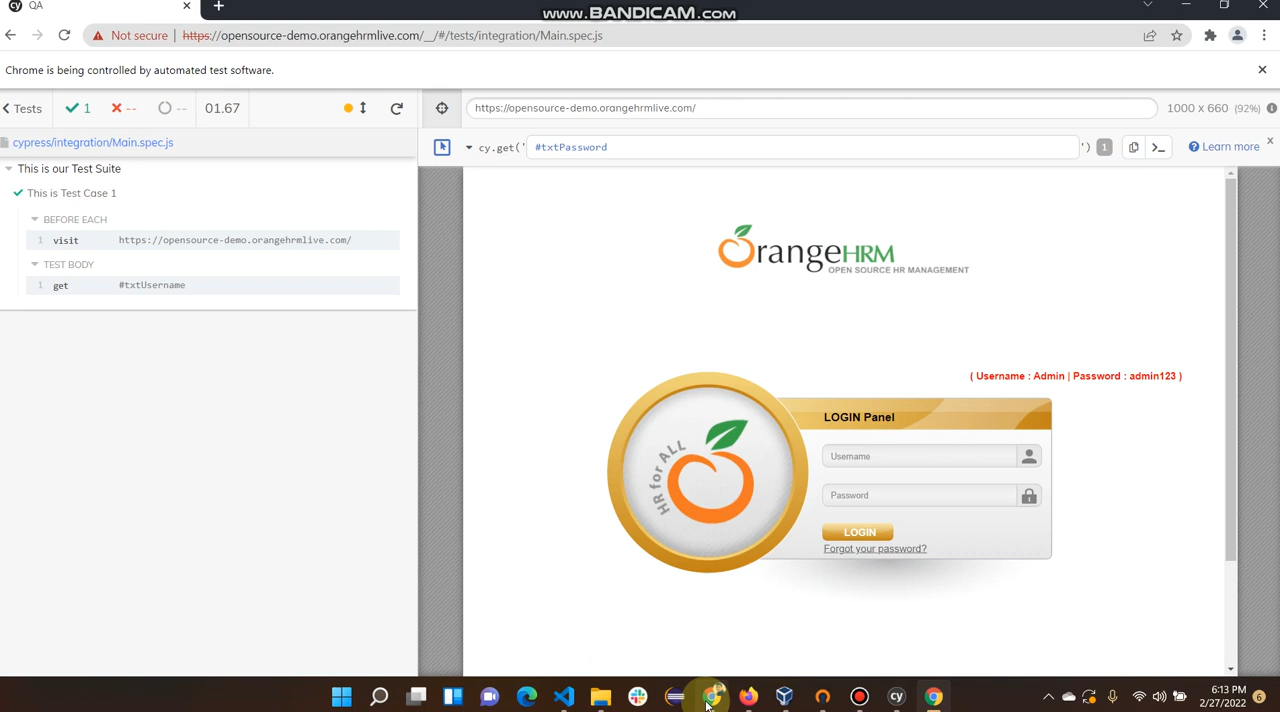 www.BANDICAM.com
QA
Not secure | https://opensource-demo.orangehrmlive.com/__/#/tests/integration/Main.spec.js
Chrome is being controlled by automated test software.
Tests 1 -- -- 01.67
https://opensource-demo.orangehrmlive.com/ 1000 x 660 (92%)
cypress/integration/Main.spec.js
cy.get(' #txtPassword ') 1 Learn more
This is our Test Suite
This is Test Case 1
BEFORE EACH
1 visit https://opensource-demo.orangehrmlive.com/
TEST BODY
1 get #txtUsername
OrangeHRM
OPEN SOURCE HR MANAGEMENT
( Username : Admin | Password : admin123 )
HR for ALL
LOGIN Panel
Username
Password
LOGIN
Forgot your password?
6:13 PM
2/27/2022
6